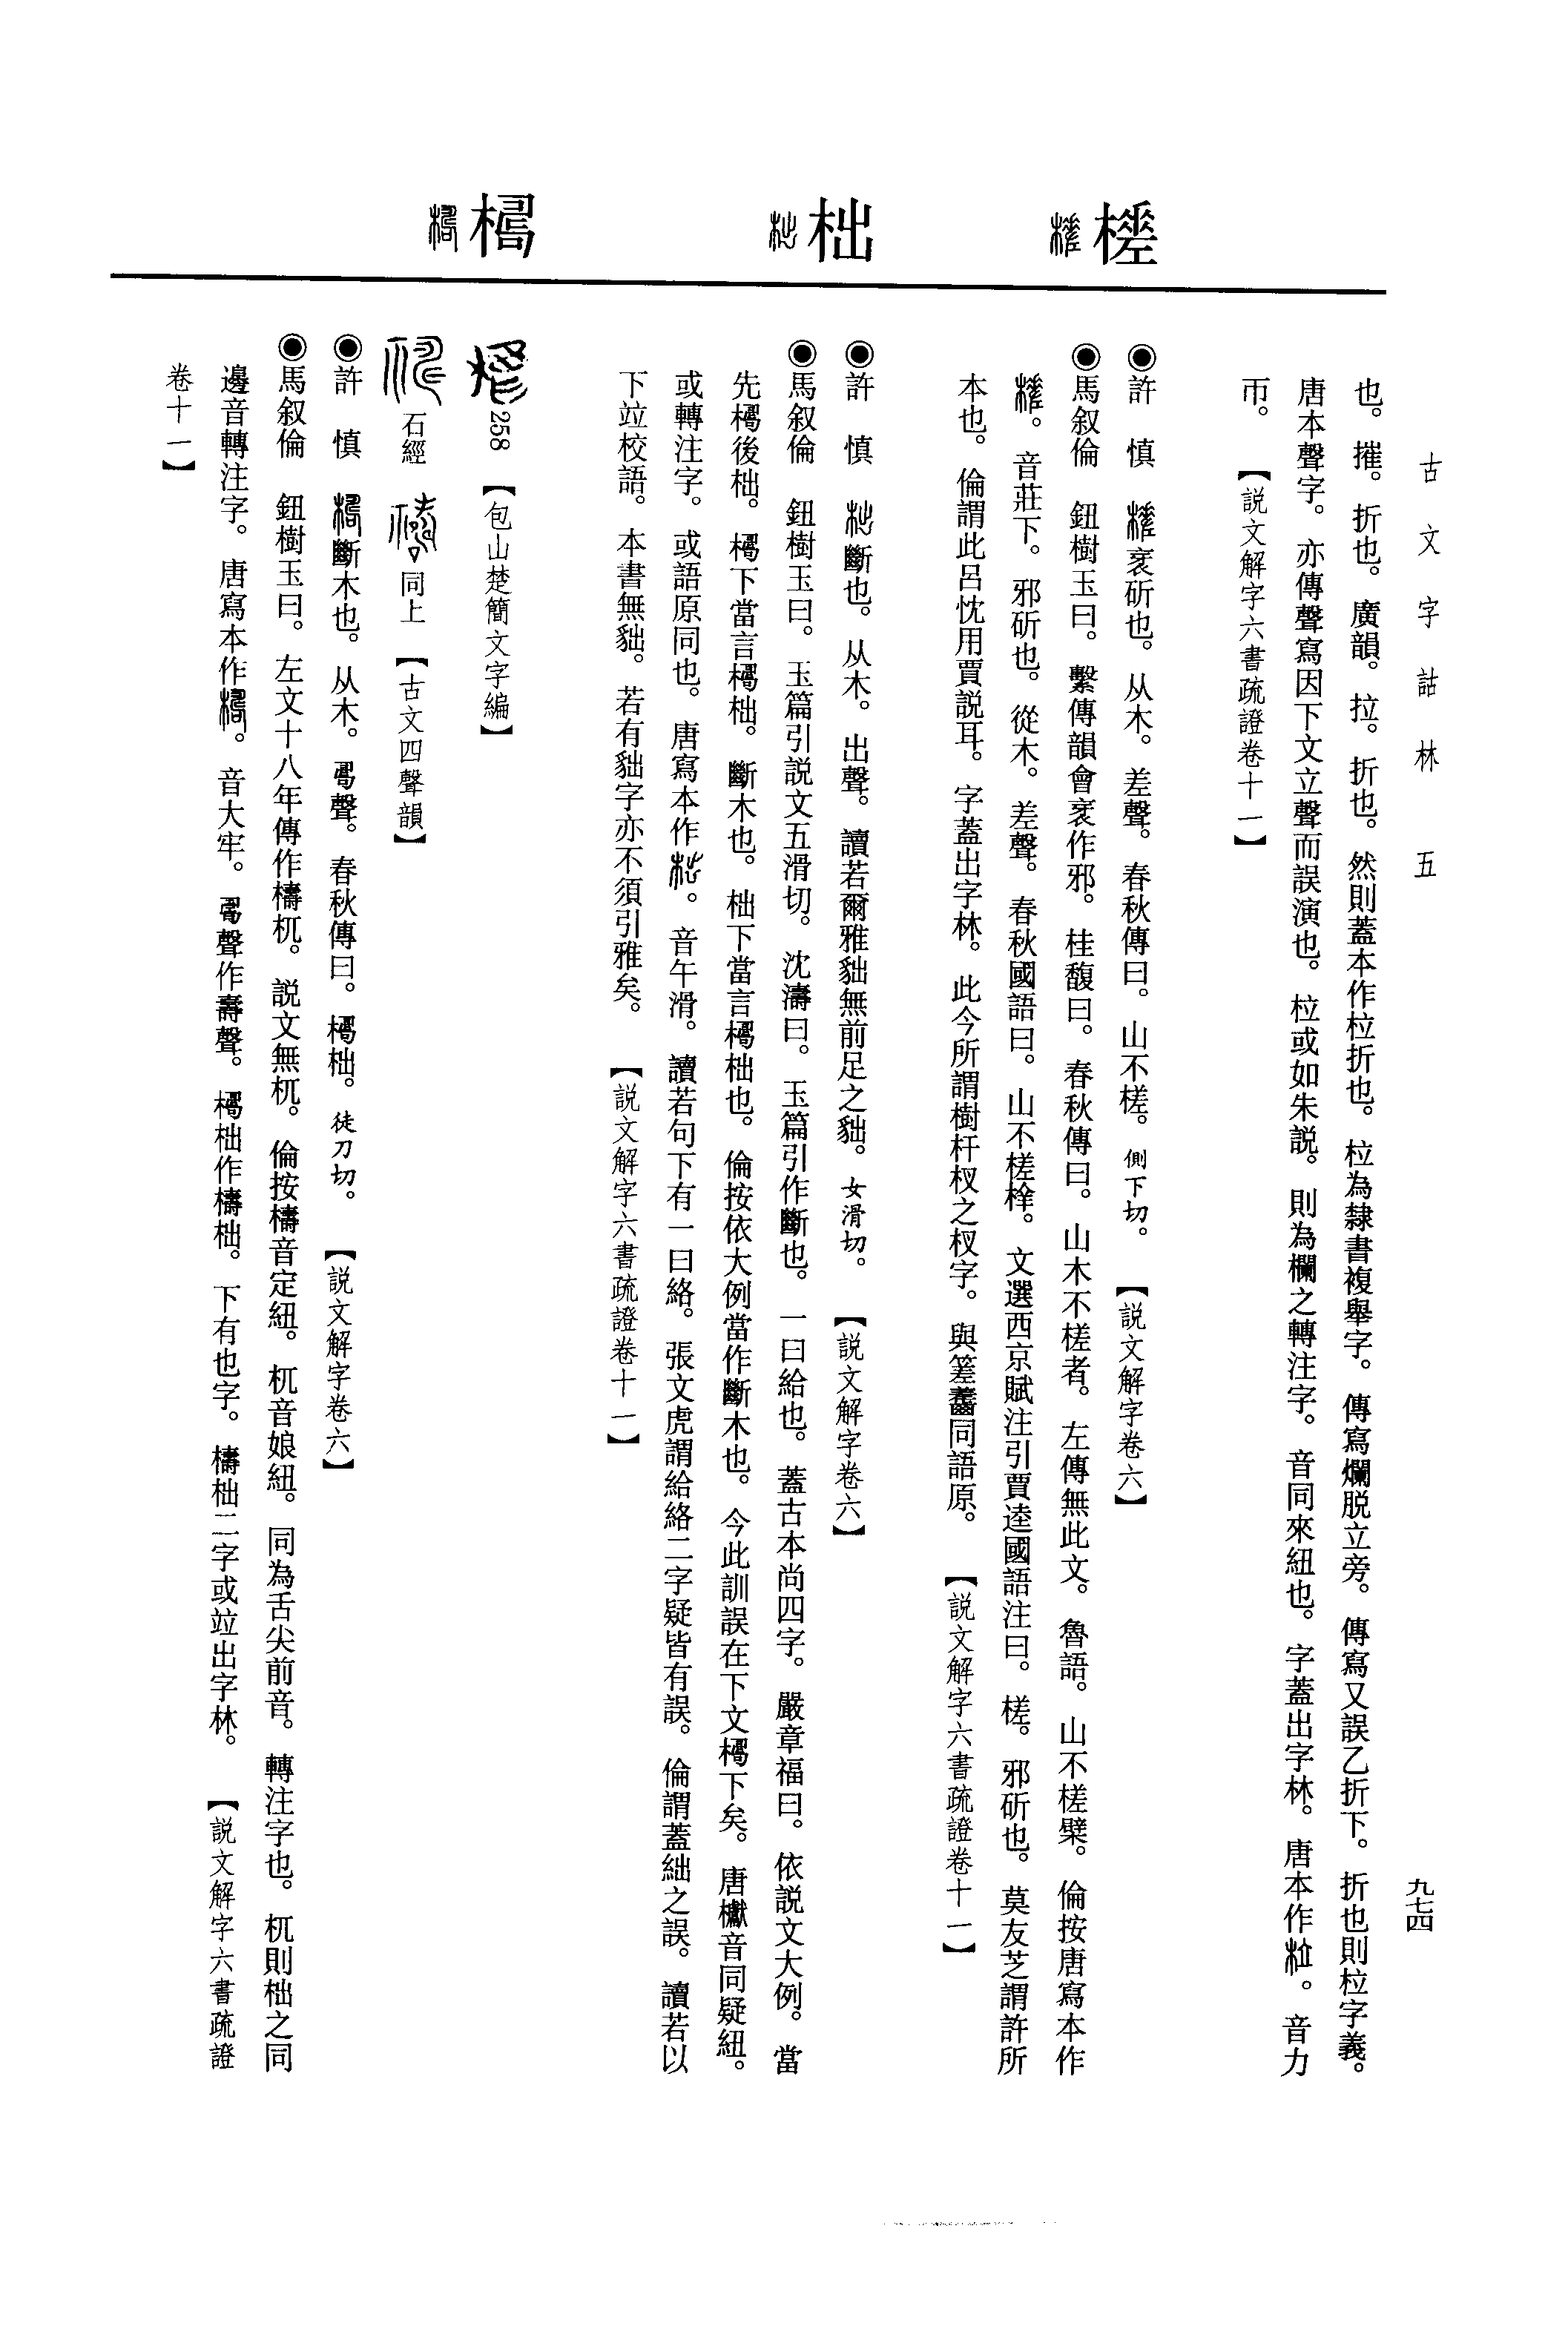 古文字詁林　五
九七四
也。摧。折也。廣韻。拉。折也。然則蓋本作柆折也。柆為隸書複舉字。傳寫爛脱立旁。傳寫又誤乙折下。折也則柆字義。
唐本聲字。亦傳聲寫因下文立聲而誤演也。柆或如朱説。則為欄之轉注字。音同來紐也。字蓋出字林。唐本作柆。音力
帀。【説文解字六書疏證卷十一】
槎
◉許　慎　槎衺斫也。从木。差聲。春秋傳曰。山不槎。側下切。【説文解字卷六】
◉馬叙倫　鈕樹玉曰。繫傳韻會衺作邪。桂馥曰。春秋傳曰。山木不槎者。左傳無此文。魯語。山不槎櫱。倫按唐寫本作
槎。音莊下。邪斫也。從木。差聲。春秋國語曰。山不槎㭮。文選西京賦注引賈逵國語注曰。槎。邪斫也。莫友芝謂許所
本也。倫謂此呂忱用賈説耳。字蓋出字林。此今所謂樹杆杈之杈字。與䇪齹同語原。【説文解字六書疏證卷十一】
柮
◉許　慎　柮斷也。从木。出聲。讀若爾雅貀無前足之貀。女滑切。【説文解字卷六】
◉馬叙倫　鈕樹玉曰。玉篇引説文五滑切。沈濤曰。玉篇引作斷也。一曰給也。蓋古本尚四字。嚴章福曰。依説文大例。當
先檮後柮。檮下當言檮柮。斷木也。柮下當言檮柮也。倫按依大例當作斷木也。今此訓誤在下文檮下矣。唐音同疑紐。
或轉注字。或語原同也。唐寫本作柮。音午滑。讀若句下有一曰絡。張文虎謂給絡二字疑皆有誤。倫謂蓋絀之誤。讀若以
下竝校語。本書無貀。若有貀字亦不須引雅矣。【説文解字六書疏證卷十一】
檮
258【包山楚簡文字編】
石經　同上【古文四聲韻】
◉許　慎　檮斷木也。从木。𠷎聲。春秋傳曰。檮柮。徒刀切。【説文解字卷六】
◉馬叙倫　鈕樹玉曰。左文十八年傳作檮杌。説文無杌。倫按檮音定紐。杌音娘紐。同為舌尖前音。轉注字也。杌則柮之同
邊音轉注字。唐寫本作檮。音大牢。𠷎聲作壽聲。檮柮作檮柮。下有也字。檮柮二字或竝出字林。【説文解字六書疏證
卷十一】